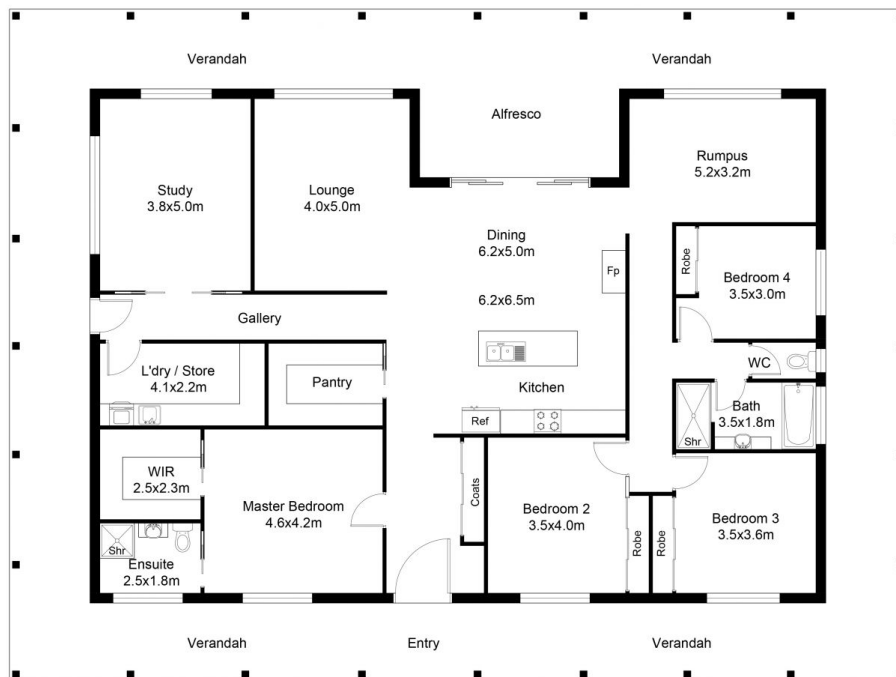 Verandah
Verandah
Alfresco
Study
3.8x5.0m
Lounge
4.0x5.0m
Rumpus
5.2x3.2m
Dining
6.2x5.0m
Fp
Robe
Bedroom 4
3.5x3.0m
6.2x6.5m
Gallery
WC
L'dry / Store
4.1x2.2m
Pantry
Kitchen
Bath
3.5x1.8m
Ref
Shr
WIR
2.5x2.3m
Master Bedroom
4.6x4.2m
Coats
Bedroom 2
3.5x4.0m
Robe
Robe
Bedroom 3
3.5x3.6m
Shr
Ensuite
2.5x1.8m
Verandah
Entry
Verandah